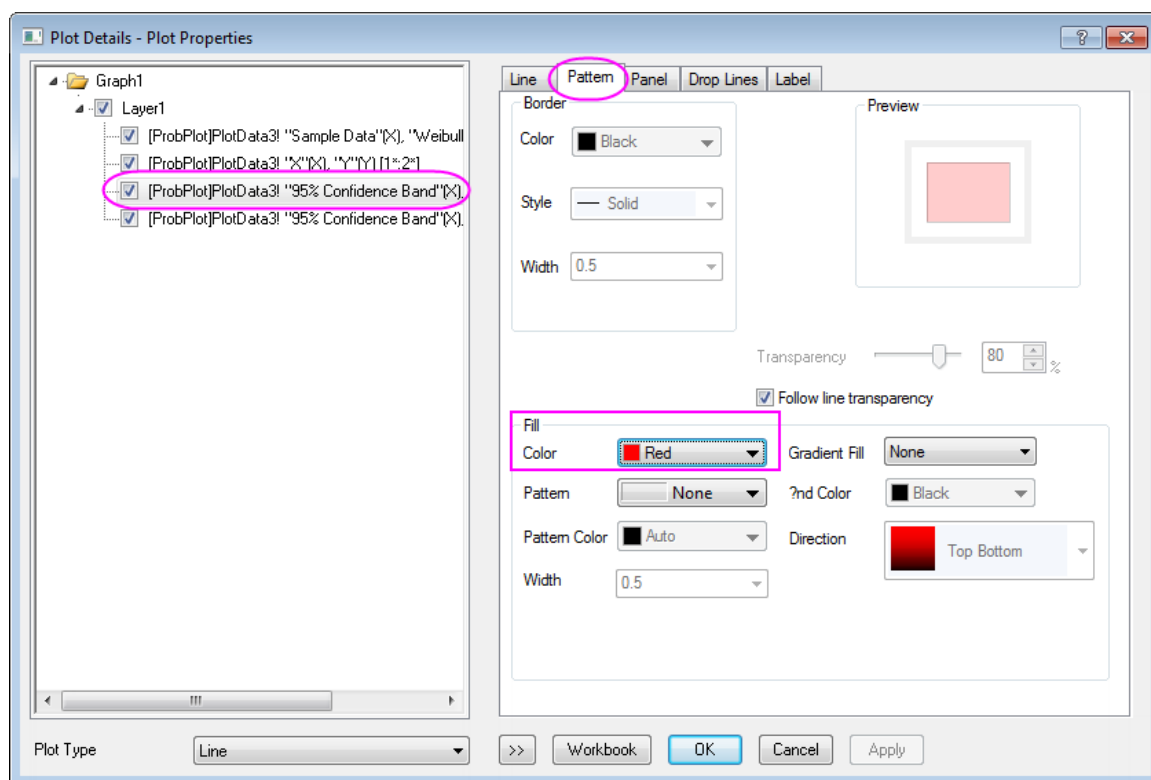 Plot Details - Plot Properties
Graph1
Layer1
[ProbPlot]PlotData3! "Sample Data"(X), "Weibull
[ProbPlot]PlotData3! "X"(X), "Y"(Y) [1*:2*]
[ProbPlot]PlotData3! "95% Confidence Band"(X),
[ProbPlot]PlotData3! "95% Confidence Band"(X),
Line Pattern Panel Drop Lines Label
Border
Color Black
Style Solid
Width 0.5
Preview
Transparency 80 %
Follow line transparency
Fill
Color Red Gradient Fill None
Pattern None ?nd Color Black
Pattern Color Auto Direction Top Bottom
Width 0.5
Plot Type Line >> Workbook OK Cancel Apply